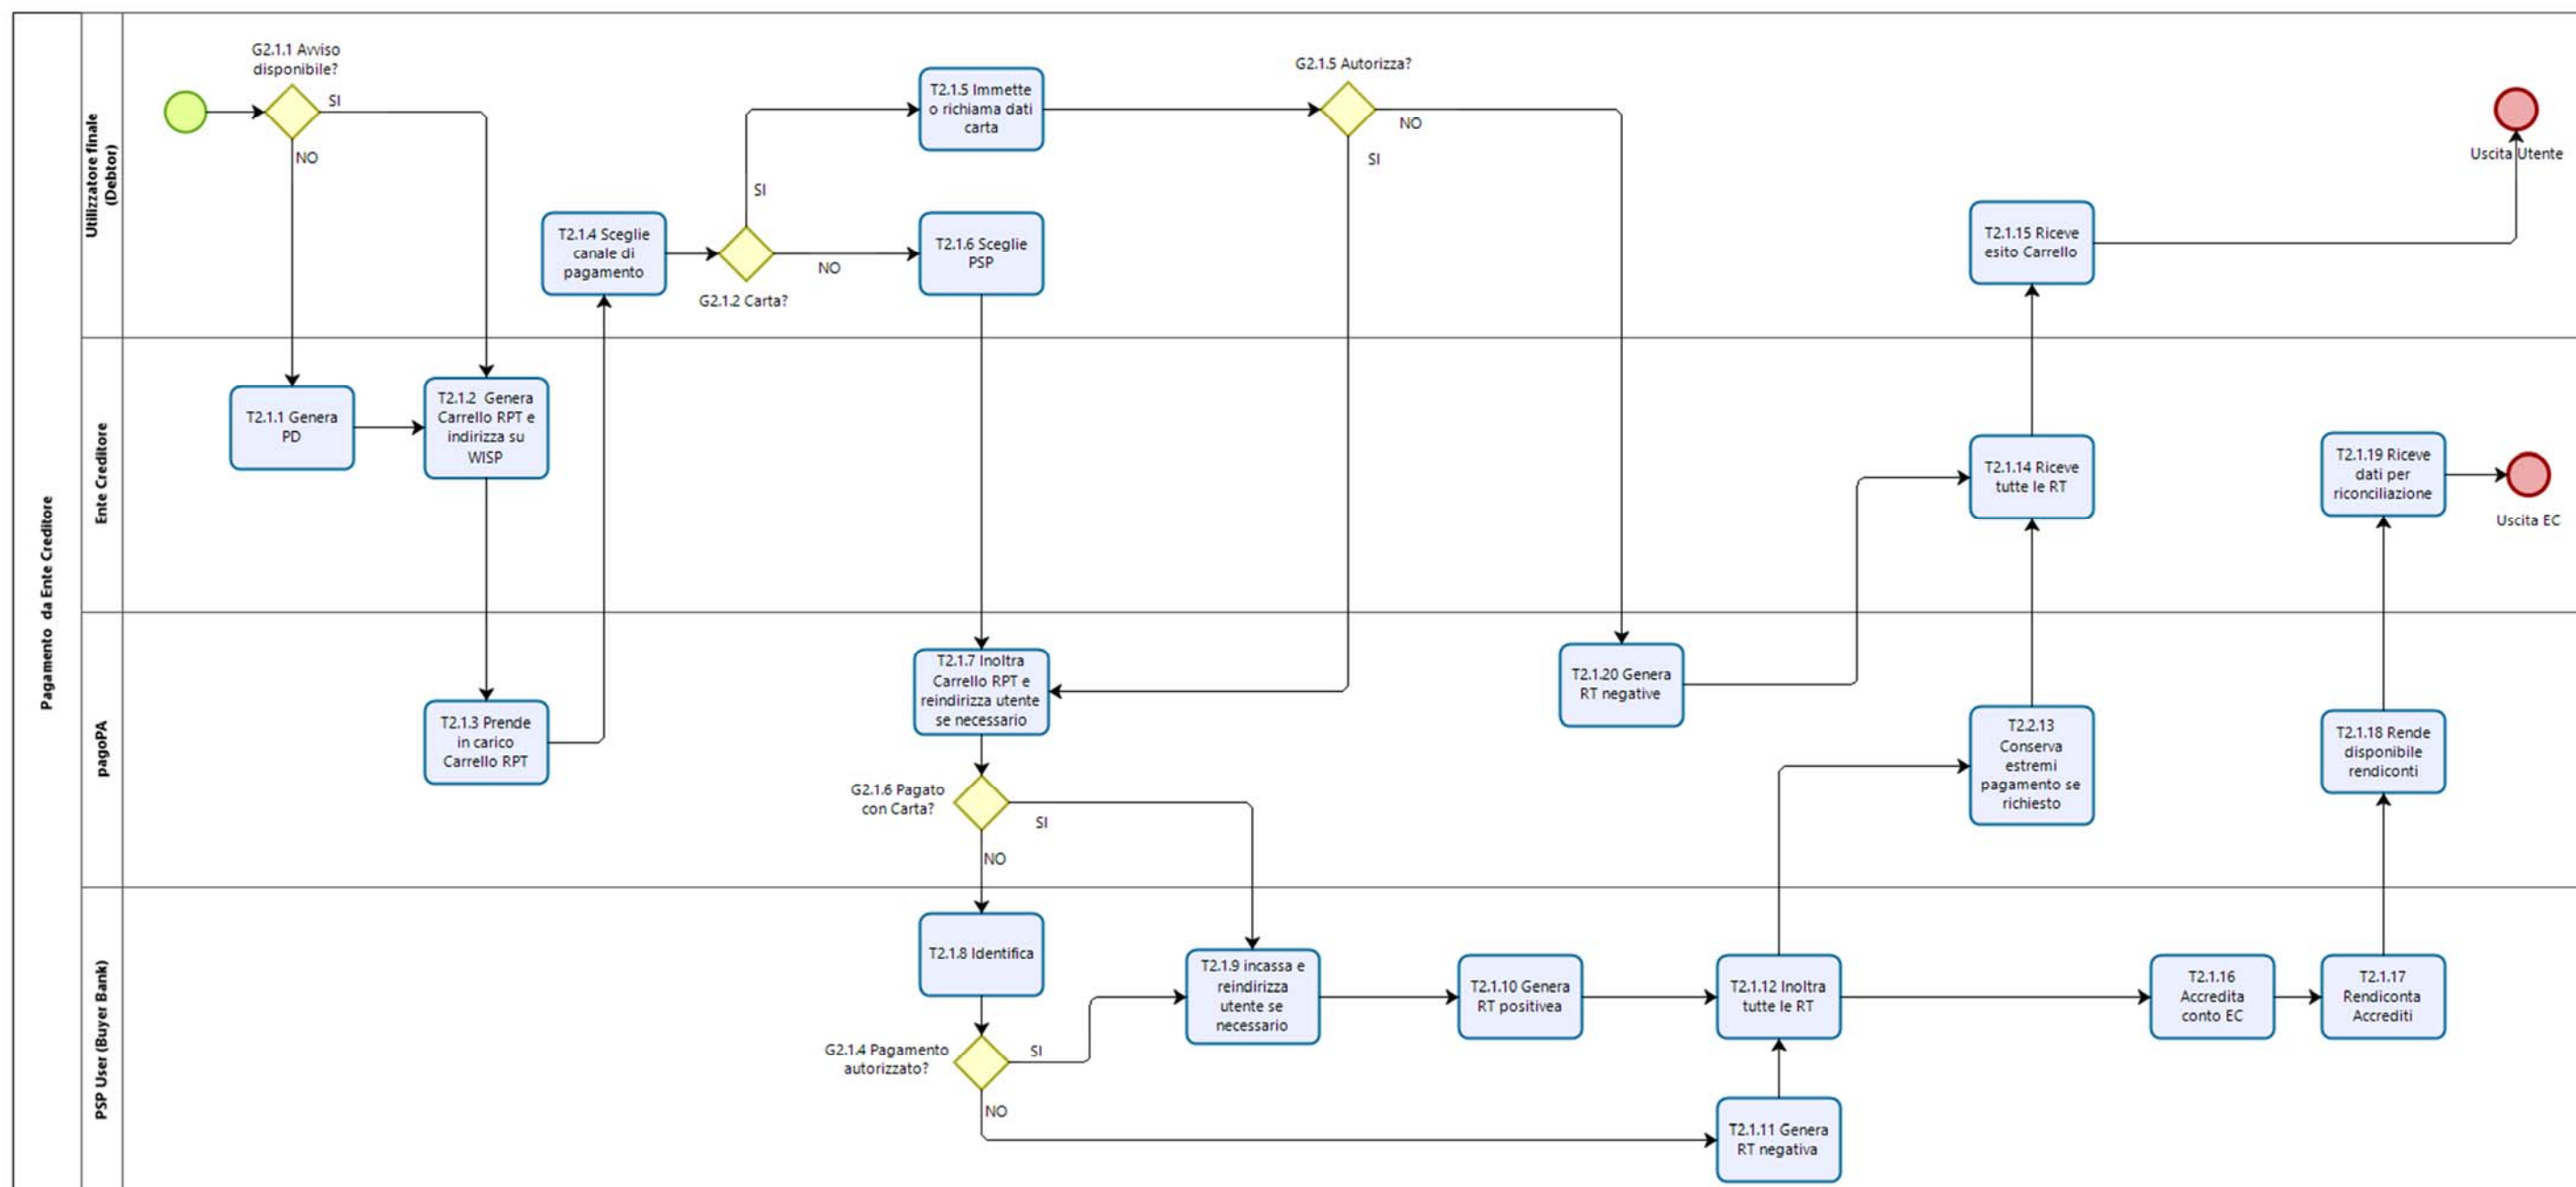 Pagamento da Ente Creditore
Utilizzatore finale
(Debtor)
G2.1.1 Avviso
disponibile?
SI
NO
T2.1.4 Sceglie
canale di
pagamento
SI
NO
G2.1.2 Carta?
T2.1.5 Immette
o richiama dati
carta
T2.1.6 Sceglie
PSP
G2.1.5 Autorizza?
NO
SI
T2.1.15 Riceve
esito Carrello
Uscita Utente
Ente Creditore
T2.1.1 Genera
PD
T2.1.2 Genera
Carrello RPT e
indirizza su
WISP
T2.1.14 Riceve
tutte le RT
T2.1.19 Riceve
dati per
riconciliazione
Uscita EC
pagoPA
T2.1.3 Prende
in carico
Carrello RPT
T2.1.7 Inoltra
Carrello RPT e
reindirizza utente
se necessario
G2.1.6 Pagato
con Carta?
SI
NO
T2.1.20 Genera
RT negative
T2.2.13
Conserva
estremi
pagamento se
richiesto
T2.1.18 Rende
disponibile
rendiconti
PSP User (Buyer Bank)
T2.1.8 Identifica
G2.1.4 Pagamento
autorizzato?
SI
NO
T2.1.9 incassa e
reindirizza
utente se
necessario
T2.1.10 Genera
RT positivea
T2.1.12 Inoltra
tutte le RT
T2.1.11 Genera
RT negativa
T2.1.16
Accredita
conto EC
T2.1.17
Rendiconta
Accrediti